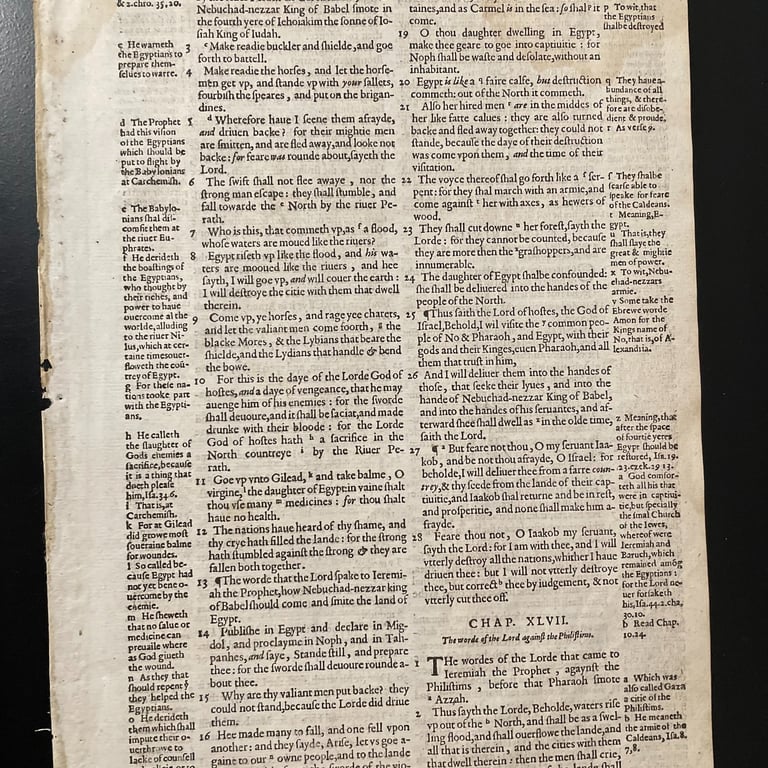 & 2.chro. 35,20.
c He warneth
the Egyptians to
prepare them-
selues to warre.
d The Prophet
had this vision
of the Egyptians
which should be
put to flight by
the Babylonians
at Carchemish.
e The Babylo-
nians shal dis-
comfite them at
the riuer Eu-
phrates.
f He derideth
the boastings of
the Egyptians,
who thought by
their riches, and
power to haue
ouercome al the
worlde, alluding
to the riuer Ni-
lus, which at cer-
taine times ouer-
floweth the coū-
trey of Egypt.
g For these na-
tions tooke part
with the Egypti-
ans.
h He calleth
the slaughter of
Gods enemies a
sacrifice, because
it is a thing that
doeth please
him, Isa.34.6.
i That is, at
Carchemish.
k For at Gilead
did growe most
soueraine balme
for woundes.
l So called be-
cause Egypt had
not yet bene o-
uercome by the
enemie.
m He sheweth
that no salue or
medicine can
preuaile where
as God giueth
the wound.
n As they that
should repent ȳ
they helped the
Egyptians.
o He derideth
them which shall
impute their o-
uerthrowe to
lacke of counsell
Nebuchad-nezzar King of Babel smote in
the fourth yere of Iehoiakim the sonne of Io-
siah King of Iudah.
3 ᶜ Make readie buckler and shielde, and goe
forth to battell.
4 Make readie the horses, and let the horse-
men get vp, and stande vp with your sallets,
fourbish the speares, and put on the brigan-
dines.
5 ᵈ Wherefore haue I seene them afrayde,
and driuen backe? for their mightie men
are smitten, and are fled away, and looke not
backe: for feare was rounde about, sayeth the
Lord.
6 The swift shall not flee awaye, nor the
strong man escape: they shall stumble, and
fall towarde the ᵉ North by the riuer Pe-
rath.
7 Who is this, that commeth vp, as ᶠ a flood,
whose waters are moued like the riuers?
8 Egypt riseth vp like the flood, and his wa-
ters are mooued like the riuers, and hee
sayth, I will goe vp, and will couer the earth:
I will destroye the citie with them that dwell
therein.
9 Come vp, ye horses, and rage yee charets,
and let the valiant men come foorth, ᵍ the
blacke Mores, & the Lybians that beare the
shielde, and the Lydians that handle & bend
the bowe.
10 For this is the daye of the Lorde God of
hostes, and a daye of vengeance, that he may
auenge him of his enemies: for the sworde
shall deuoure, and it shall be saciat, and made
drunke with their bloode: for the Lorde
God of hostes hath ʰ a sacrifice in the
North countreye ⁱ by the Riuer Pe-
rath.
11 Goe vp vnto Gilead, ᵏ and take balme, O
virgine, ˡ the daughter of Egypt: in vaine shalt
thou vse many ᵐ medicines: for thou shalt
haue no health.
12 The nations haue heard of thy shame, and
thy crye hath filled the lande: for the strong
hath stumbled against the strong & they are
fallen both together.
13 ¶ The worde that the Lord spake to Ieremi-
ah the Prophet, how Nebuchad-nezzar king
of Babel should come and smite the land of
Egypt.
14 Publishe in Egypt and declare in Mig-
dol, and proclayme in Noph, and in Tah-
panhes, and saye, Stande still, and prepare
thee: for the sworde shall deuoure rounde a-
bout thee.
15 Why are thy valiant men put backe? they
could not stand, because the Lorde did driue
them.
16 Hee made many to fall, and one fell vpon
another: and they sayde, Arise, let vs goe a-
gaine to our ⁿ owne people, and to the lande
taines, and as Carmel is in the sea: so shal it
come.
19 O thou daughter dwelling in Egypt,
make thee geare to goe into captiuitie: for
Noph shall be waste and desolate, without an
inhabitant.
20 Egypt is like a ᑫ faire calfe, but destruction
commeth: out of the North it commeth.
21 Also her hired men ʳ are in the middes of
her like fatte calues: they are also turned
backe and fled away together: they could not
stande, because the daye of their destruction
was come vpon them, and the time of their
visitation.
22 The voyce thereof shal go forth like a ˢ ser-
pent: for they shal march with an armie, and
come against ᵗ her with axes, as hewers of
wood.
23 They shall cut downe ᵘ her forest, sayth the
Lorde: for they cannot be counted, because
they are more then the ˣ grashoppers, and are
innumerable.
24 The daughter of Egypt shalbe confounded:
she shall be deliuered into the handes of the
people of the North.
25 ¶ Thus saith the Lord of hostes, the God of
Israel, Behold, I wil visite the ʸ common peo-
ple of No & Pharaoh, and Egypt, with their
gods and their Kinges, euen Pharaoh, and all
them that trust in him,
26 And I will deliuer them into the handes of
those, that seeke their lyues, and into the
hande of Nebuchad-nezzar King of Babel,
and into the handes of his seruantes, and af-
terward shee shall dwell as ᶻ in the olde time,
saith the Lord.
27 ¶ ᵃ But feare not thou, O my seruant Iaa-
kob, and be not thou afrayde, O Israel: for
beholde, I wil deliuer thee from a farre coun-
trey, & thy seede from the lande of their cap-
tiuitie, and Iaakob shal returne and be in rest,
and prosperitie, and none shall make him a-
frayde.
28 Feare thou not, O Iaakob my seruant,
sayth the Lord: for I am with thee, and I will
vtterly destroy all the nations, whither I haue
driuen thee: but I will not vtterly destroye
thee, but correct ᵇ thee by iudgement, & not
vtterly cut thee off.
CHAP. XLVII.
The worde of the Lord against the Philistims.
1 THe wordes of the Lorde that came to
Ieremiah the Prophet, agaynst the
Philistims, before that Pharaoh smote
ᵃ Azzah.
2 Thus sayth the Lorde, Beholde, waters rise
vp out of the ᵇ North, and shall be as a swel-
ling flood, and shall ouerflowe the lande, and
all that is therein, and the cities with them
that dwell therein: then the men shall crie,
p To wit, that
the Egyptians
shalbe destroyed
q They haue a-
bundance of all
things, & there-
fore are disobe-
dient & proude.
r As verse 9.
s They shalbe
scarse able to
speake for feare
of the Caldeans.
t Meaning, E-
gypt.
u That is, they
shall slaye the
great & mightie
men of power.
x To wit, Nebu-
chad-nezzars
armie.
y Some take the
Ebrewe worde
Amon for the
Kings name of
No, that is, of A-
lexandria.
z Meaning, that
after the space
of fourtie yeres
Egypt should be
restored, Isa.19.
23. ezek.29 13.
a God comfor-
teth all his that
were in captiui-
tie, but specially
the smal Church
of the Iewes,
whereof were
Ieremiah and
Baruch, which
remained amōg
the Egyptians:
for the Lord ne-
uer forsaketh
his, Isa.44.2. cha.
30.10.
b Read Chap.
10.24.
a Which was
also called Gaza
a citie of the
Philistims.
b He meaneth
the armie of the
Caldeans, Isa.8.
7,8.